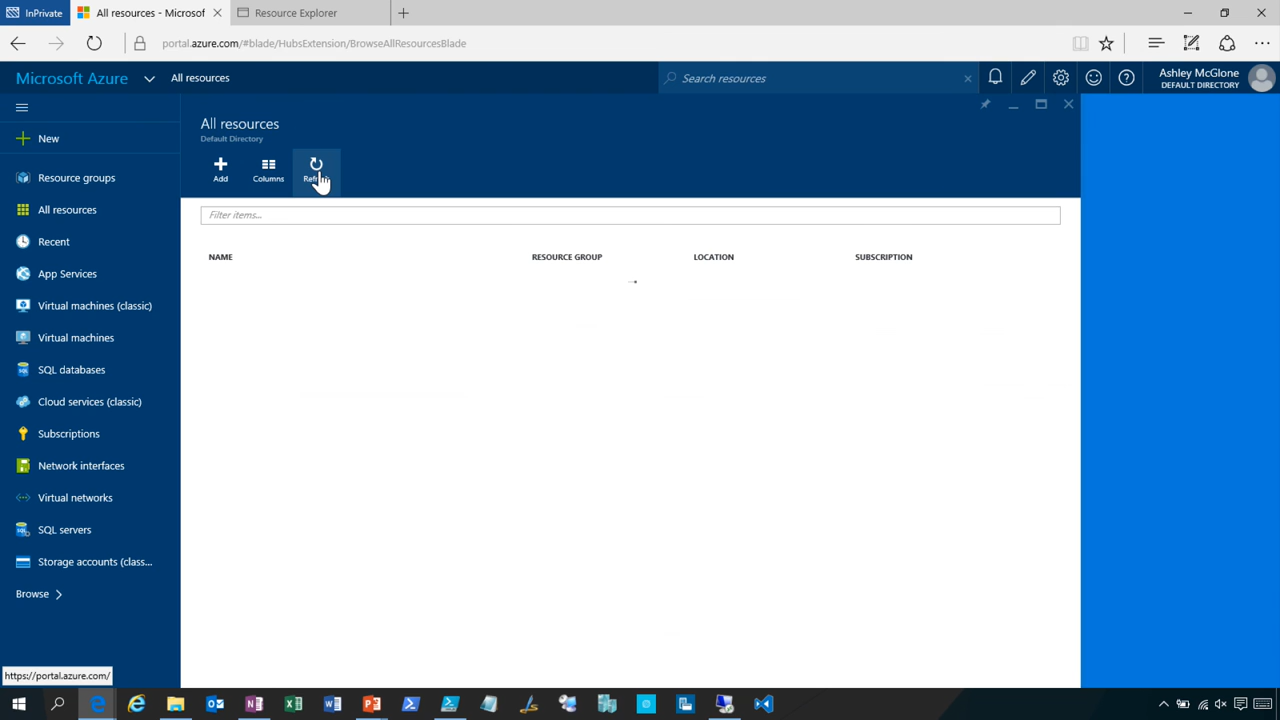 InPrivate
All resources - Microsof
Resource Explorer
portal.azure.com/#blade/HubsExtension/BrowseAllResourcesBlade
Microsoft Azure
All resources
Search resources
Ashley McGlone
DEFAULT DIRECTORY
New
Resource groups
All resources
Recent
App Services
Virtual machines (classic)
Virtual machines
SQL databases
Cloud services (classic)
Subscriptions
Network interfaces
Virtual networks
SQL servers
Storage accounts (class...
Browse
All resources
Default Directory
Add
Columns
Filter items...
NAME
RESOURCE GROUP
LOCATION
SUBSCRIPTION
https://portal.azure.com/